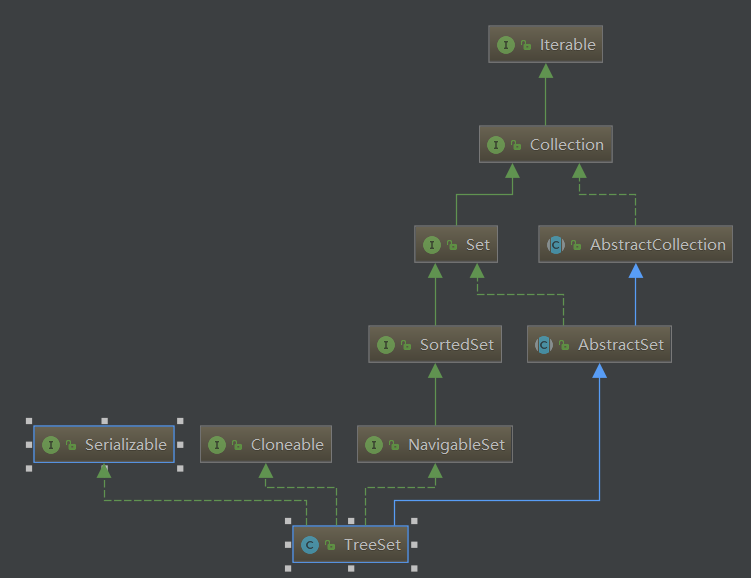 I Iterable
I Collection
I Set
C AbstractCollection
I SortedSet
C AbstractSet
I Serializable
I Cloneable
I NavigableSet
C TreeSet